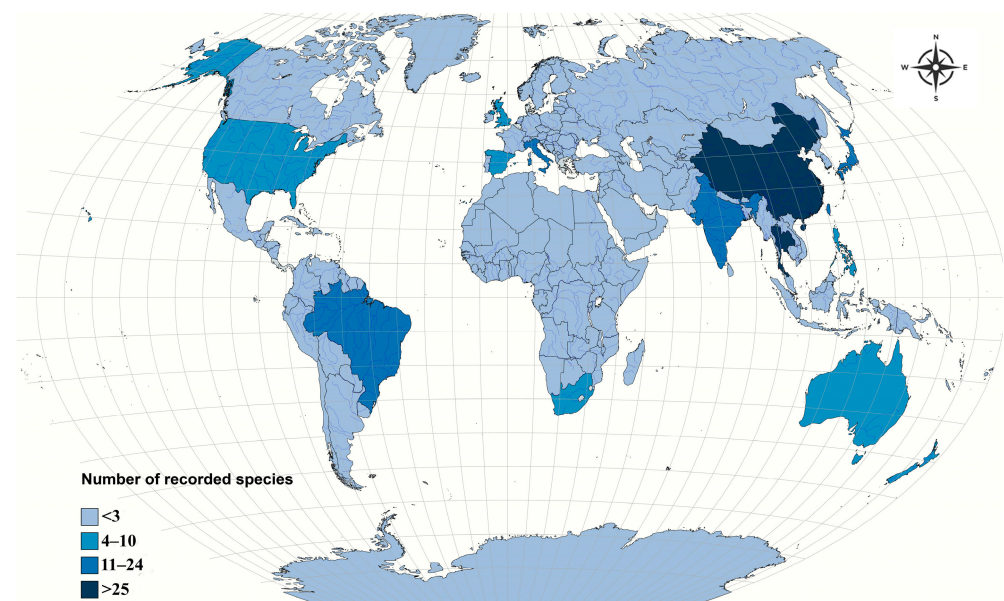 N
W E
S
Number of recorded species
<3
4–10
11–24
>25